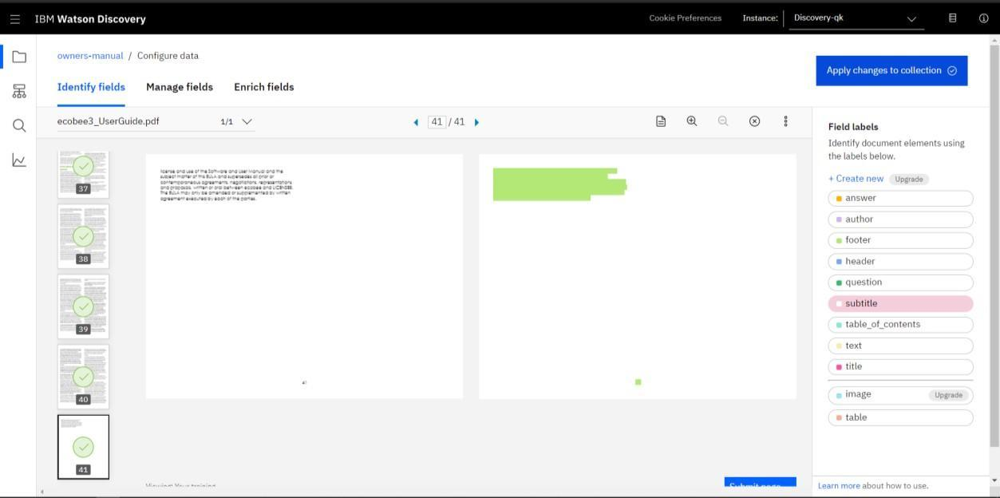 IBM Watson Discovery
Cookie Preferences
Instance:
Discovery-qk
owners-manual / Configure data
Apply changes to collection
Identify fields
Manage fields
Enrich fields
ecobee3_UserGuide.pdf
1/1
41 / 41
Field labels
Identify document elements using
the labels below.
+ Create new
Upgrade
answer
author
footer
header
question
subtitle
table_of_contents
text
title
image
Upgrade
table
37
38
39
40
41
license and use of the Software and User Manual and the
subject matter of this EULA and supersedes all prior or
contemporaneous agreements, negotiations, representations
and proposals, written or oral between ecobee and LICENSEE.
This EULA may only be amended or supplemented by written
agreement executed by each of the parties.
41
Viewing: Your training
Submit page
Learn more about how to use.